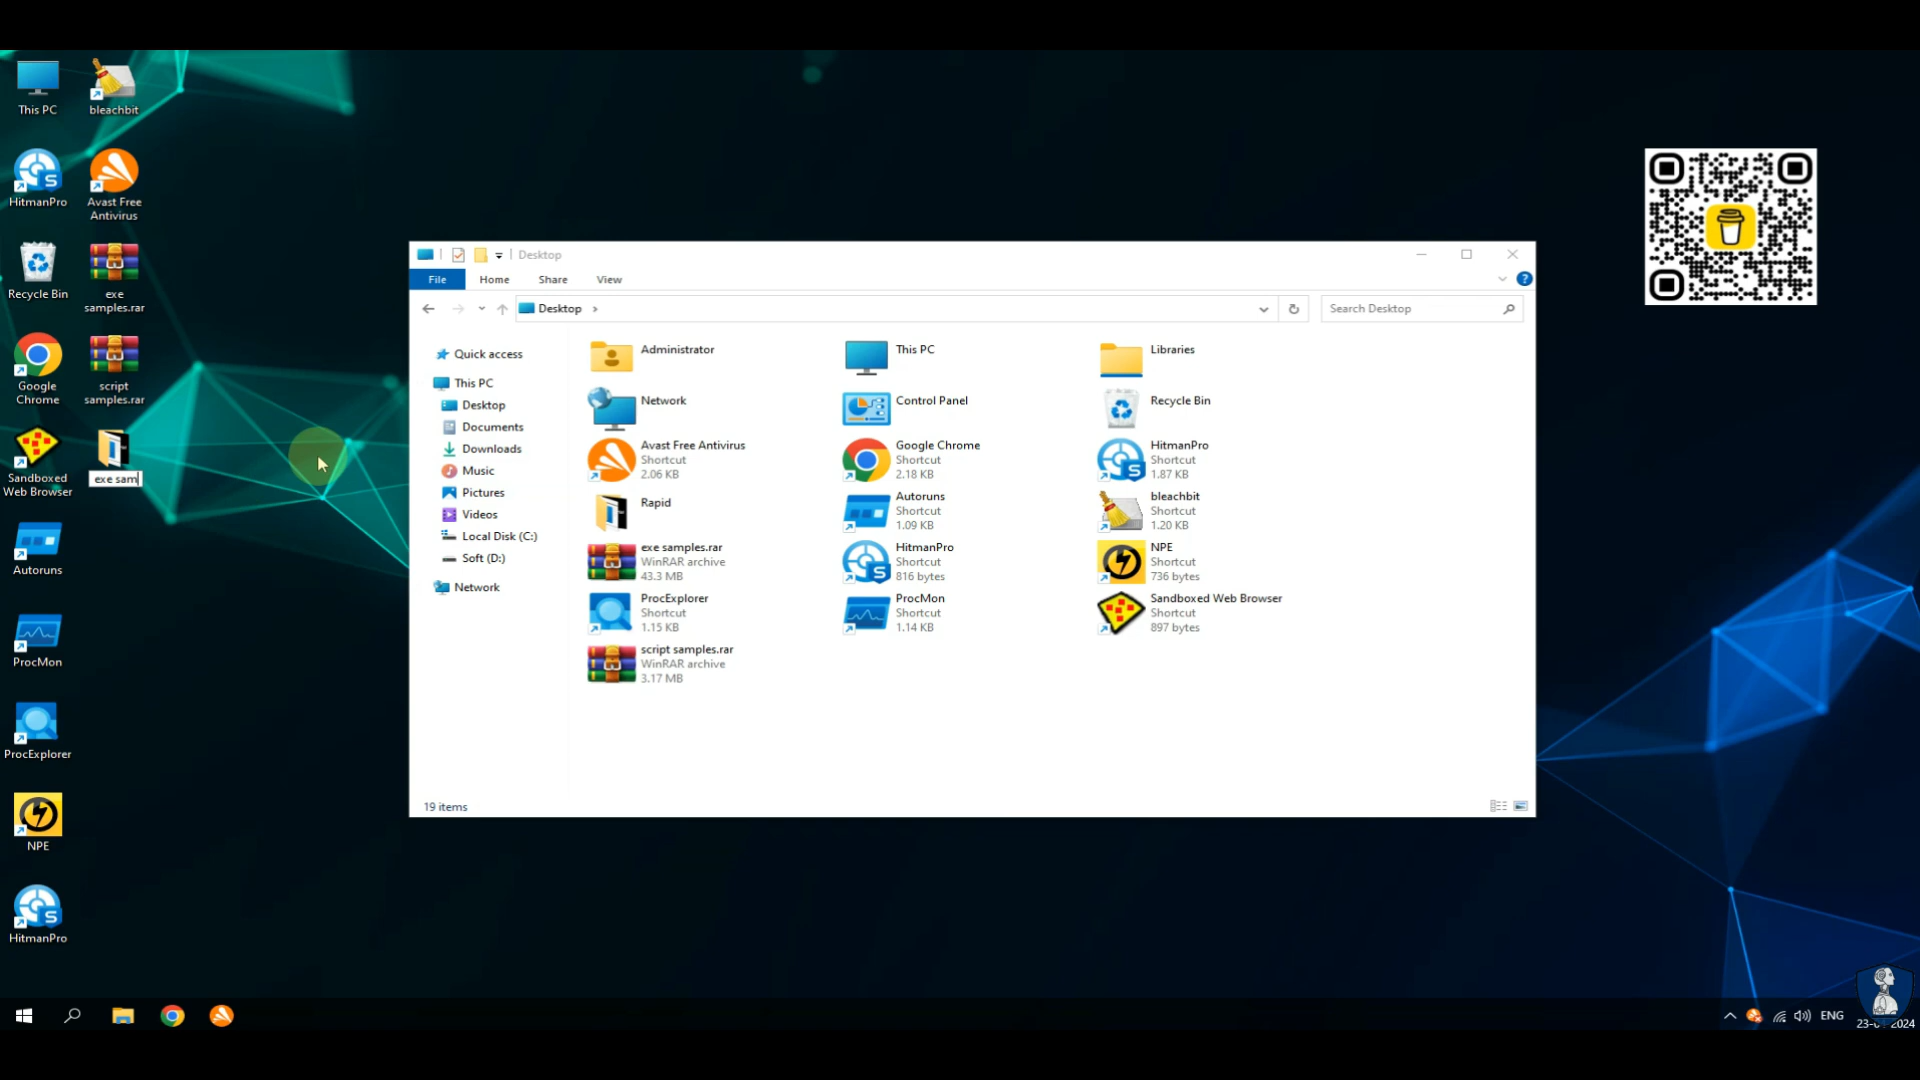 This PC
bleachbit
HitmanPro
Avast Free
Antivirus
Recycle Bin
exe
samples.rar
Google
Chrome
script
samples.rar
Sandboxed
Web Browser
exe sam
Autoruns
ProcMon
ProcExplorer
NPE
HitmanPro
Desktop
File
Home
Share
View
Desktop
Search Desktop
Quick access
This PC
Desktop
Documents
Downloads
Music
Pictures
Videos
Local Disk (C:)
Soft (D:)
Network
Administrator
This PC
Libraries
Network
Control Panel
Recycle Bin
Avast Free Antivirus
Shortcut
2.06 KB
Google Chrome
Shortcut
2.18 KB
HitmanPro
Shortcut
1.87 KB
Rapid
Autoruns
Shortcut
1.09 KB
bleachbit
Shortcut
1.20 KB
exe samples.rar
WinRAR archive
43.3 MB
HitmanPro
Shortcut
816 bytes
NPE
Shortcut
736 bytes
ProcExplorer
Shortcut
1.15 KB
ProcMon
Shortcut
1.14 KB
Sandboxed Web Browser
Shortcut
897 bytes
script samples.rar
WinRAR archive
3.17 MB
19 items
ENG